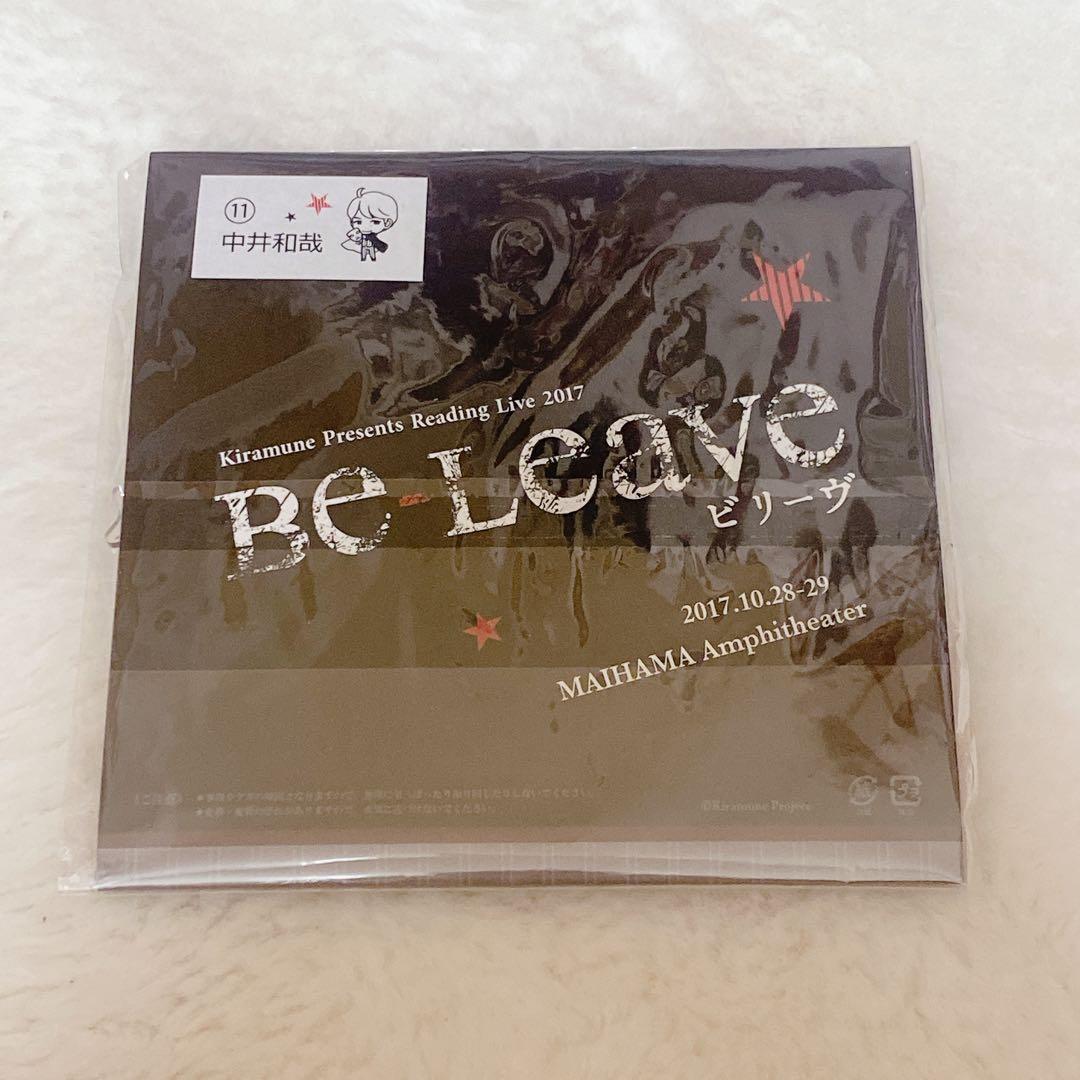 ⑪
中井和哉
Kiramune Presents Reading Live 2017
Be-Leave
ビリーヴ
2017.10.28-29
MAIHAMA Amphitheater
©Kiramune Project